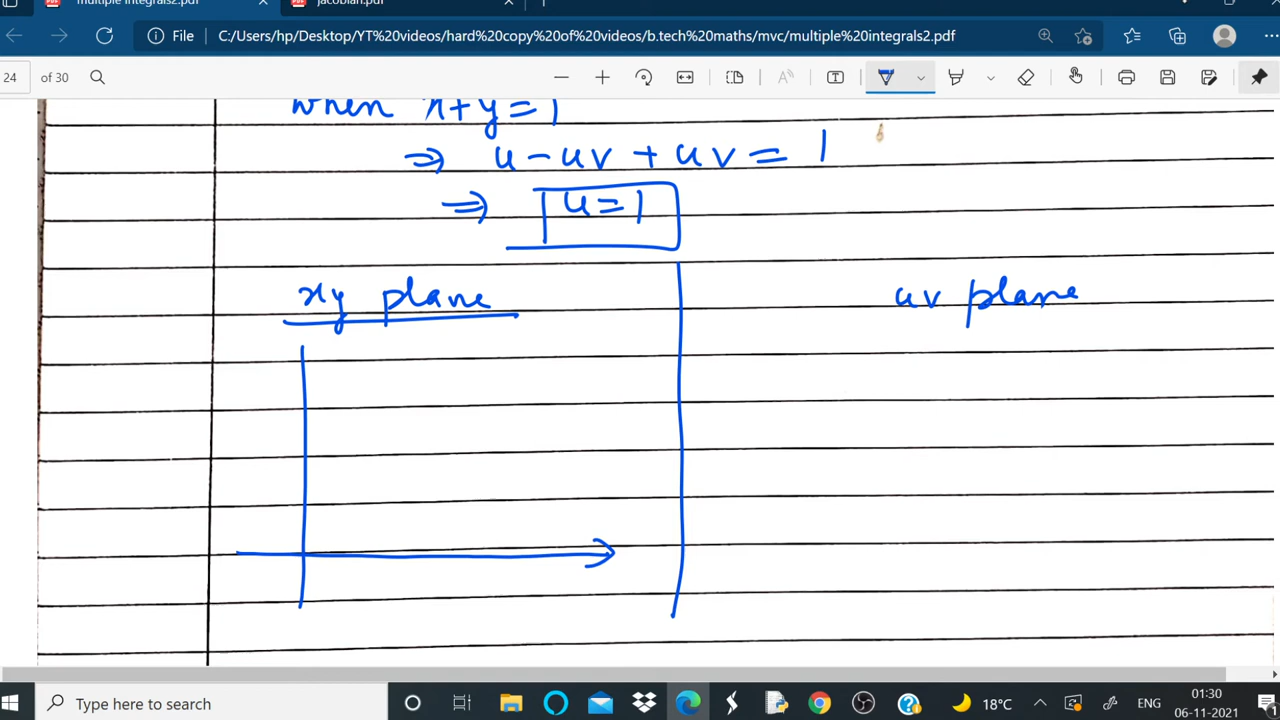 multiple integrals2.pdf
jacobian.pdf
File C:/Users/hp/Desktop/YT%20videos/hard%20copy%20of%20videos/b.tech%20maths/mvc/multiple%20integrals2.pdf
24 of 30
when x+y=1
⇒ u-uv+uv=1
⇒ u=1
xy plane
uv plane
Type here to search
18°C
ENG
01:30
06-11-2021